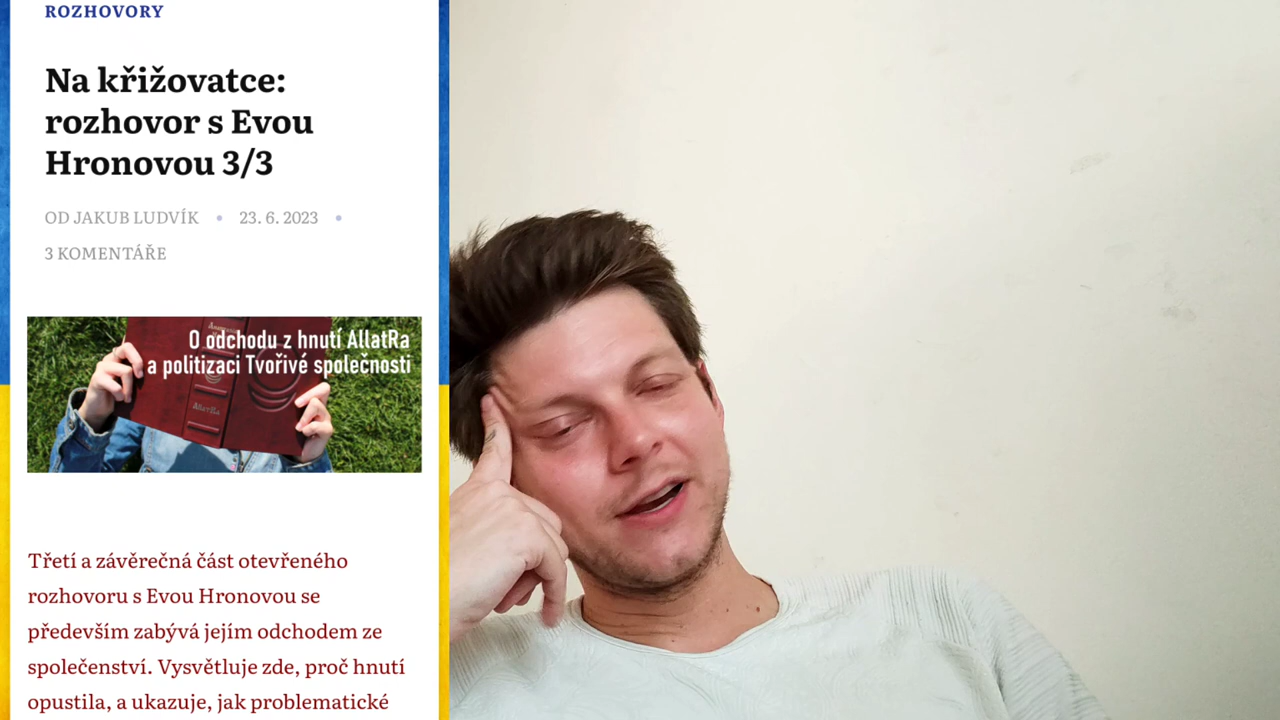 ROZHOVORY
Na křižovatce:
rozhovor s Evou
Hronovou 3/3
OD JAKUB LUDVÍK • 23. 6. 2023 •
3 KOMENTÁŘE
O odchodu z hnutí AllatRa
a politizaci Tvořivé společnosti
AllatRa
Třetí a závěrečná část otevřeného
rozhovoru s Evou Hronovou se
především zabývá jejím odchodem ze
společenství. Vysvětluje zde, proč hnutí
opustila, a ukazuje, jak problematické